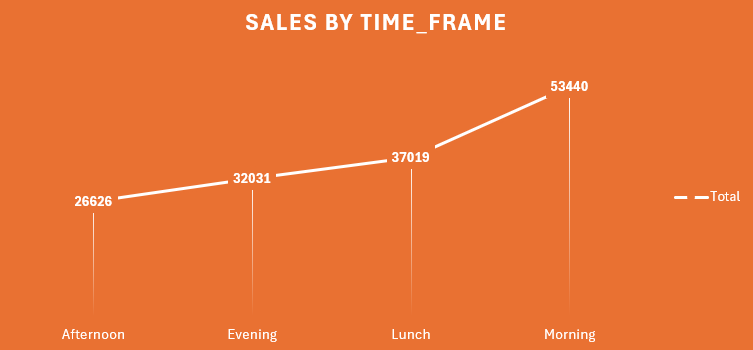 SALES BY TIME_FRAME
53440
37019
32031
26626
Total
Afternoon Evening Lunch Morning